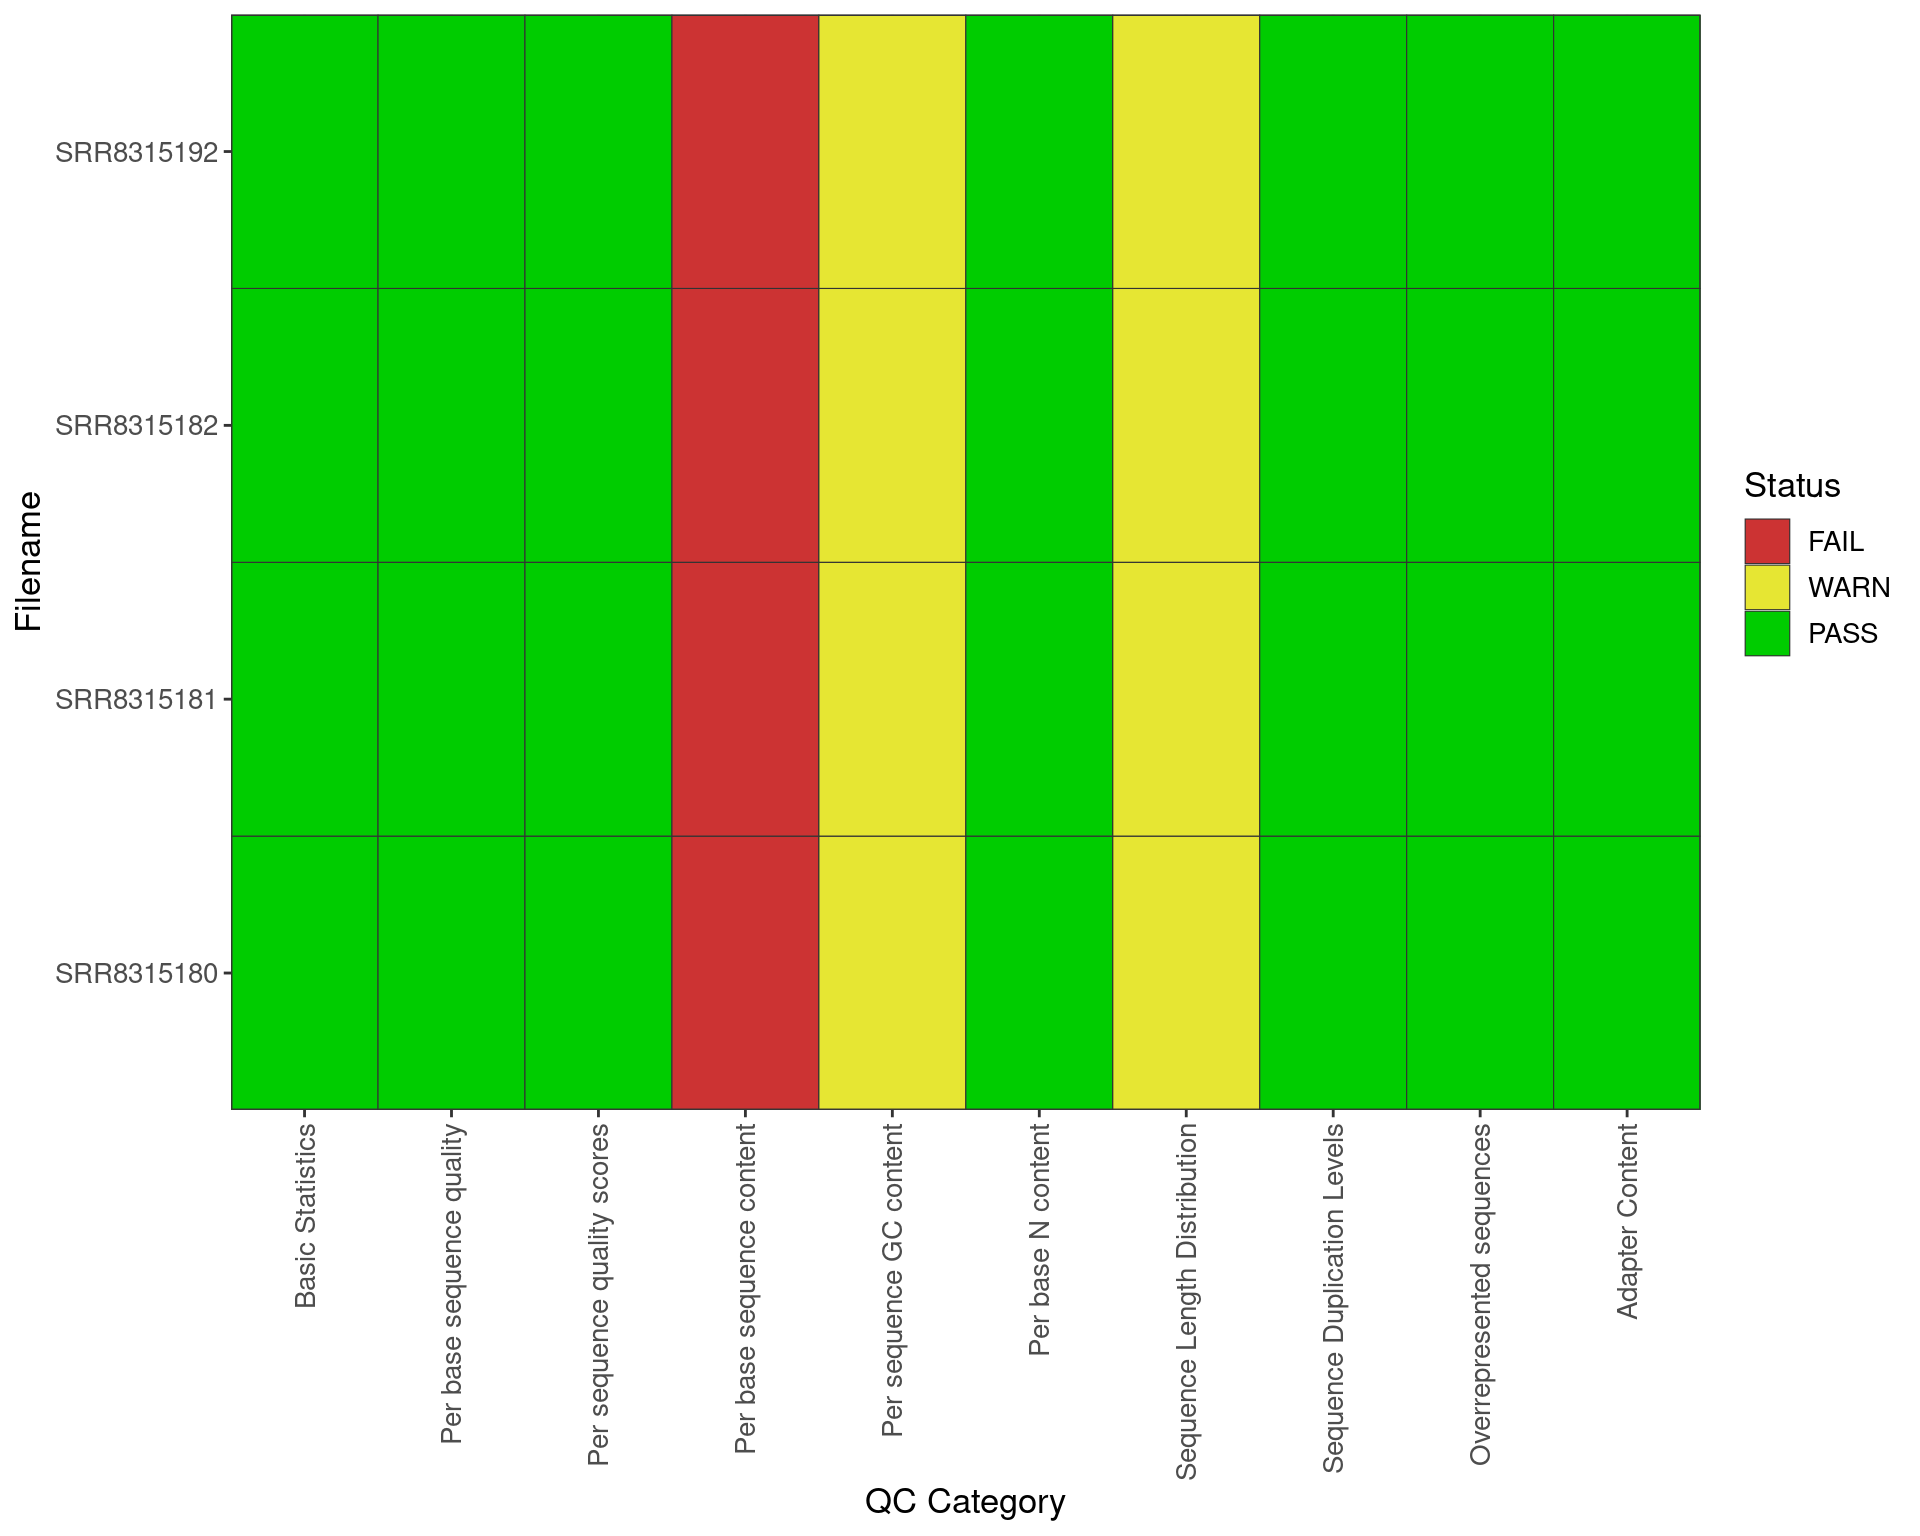 Filename
SRR8315192
SRR8315182
SRR8315181
SRR8315180
Basic Statistics
Per base sequence quality
Per sequence quality scores
Per base sequence content
Per sequence GC content
Per base N content
Sequence Length Distribution
Sequence Duplication Levels
Overrepresented sequences
Adapter Content
QC Category
Status
FAIL
WARN
PASS